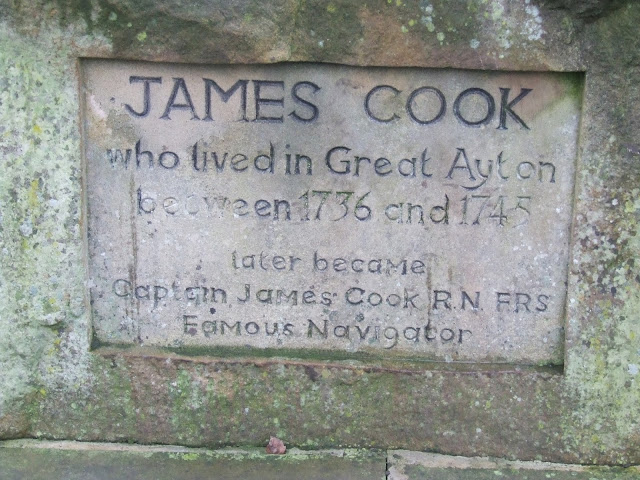 JAMES COOK
who lived in Great Ayton
between 1736 and 1745
later became
Captain James Cook R.N. FRS
Famous Navigator